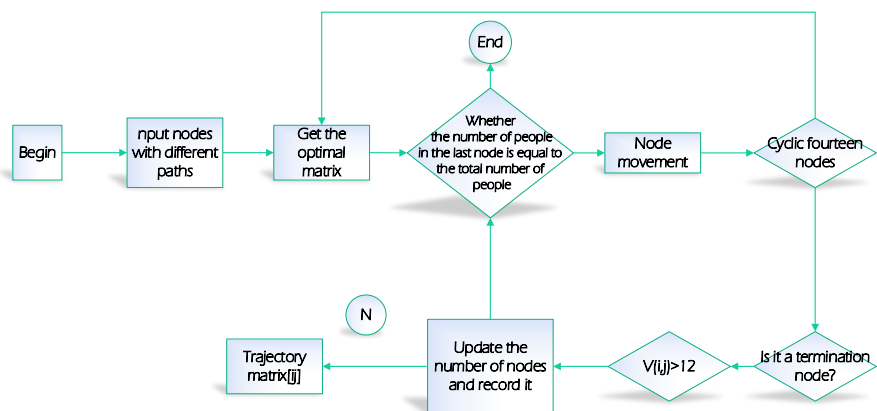 End
Begin
nput nodes
with different
paths
Get the
optimal
matrix
Whether
the number of people
in the last node is equal to
the total number of
people
Node
movement
Cyclic fourteen
nodes
N
Trajectory
matrix[ij]
Update the
number of nodes
and record it
V(i,j)>12
Is it a termination
node?